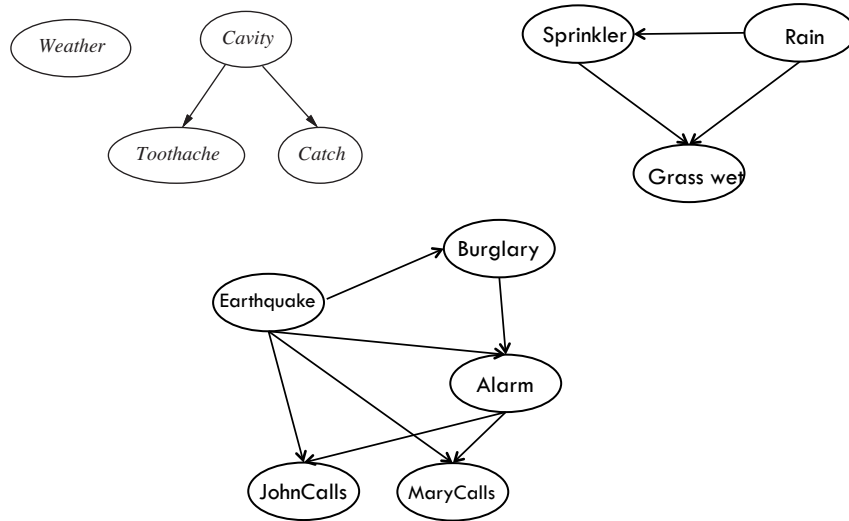 Weather
Cavity
Toothache
Catch
Sprinkler
Rain
Grass wet
Burglary
Earthquake
Alarm
JohnCalls
MaryCalls